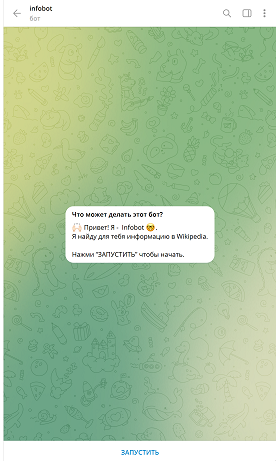 infobot
бот
Что может делать этот бот?
🤗 Привет! Я - Infobot 🤓.
Я найду для тебя информацию в Wikipedia.
Нажми "ЗАПУСТИТЬ" чтобы начать.
ЗАПУСТИТЬ